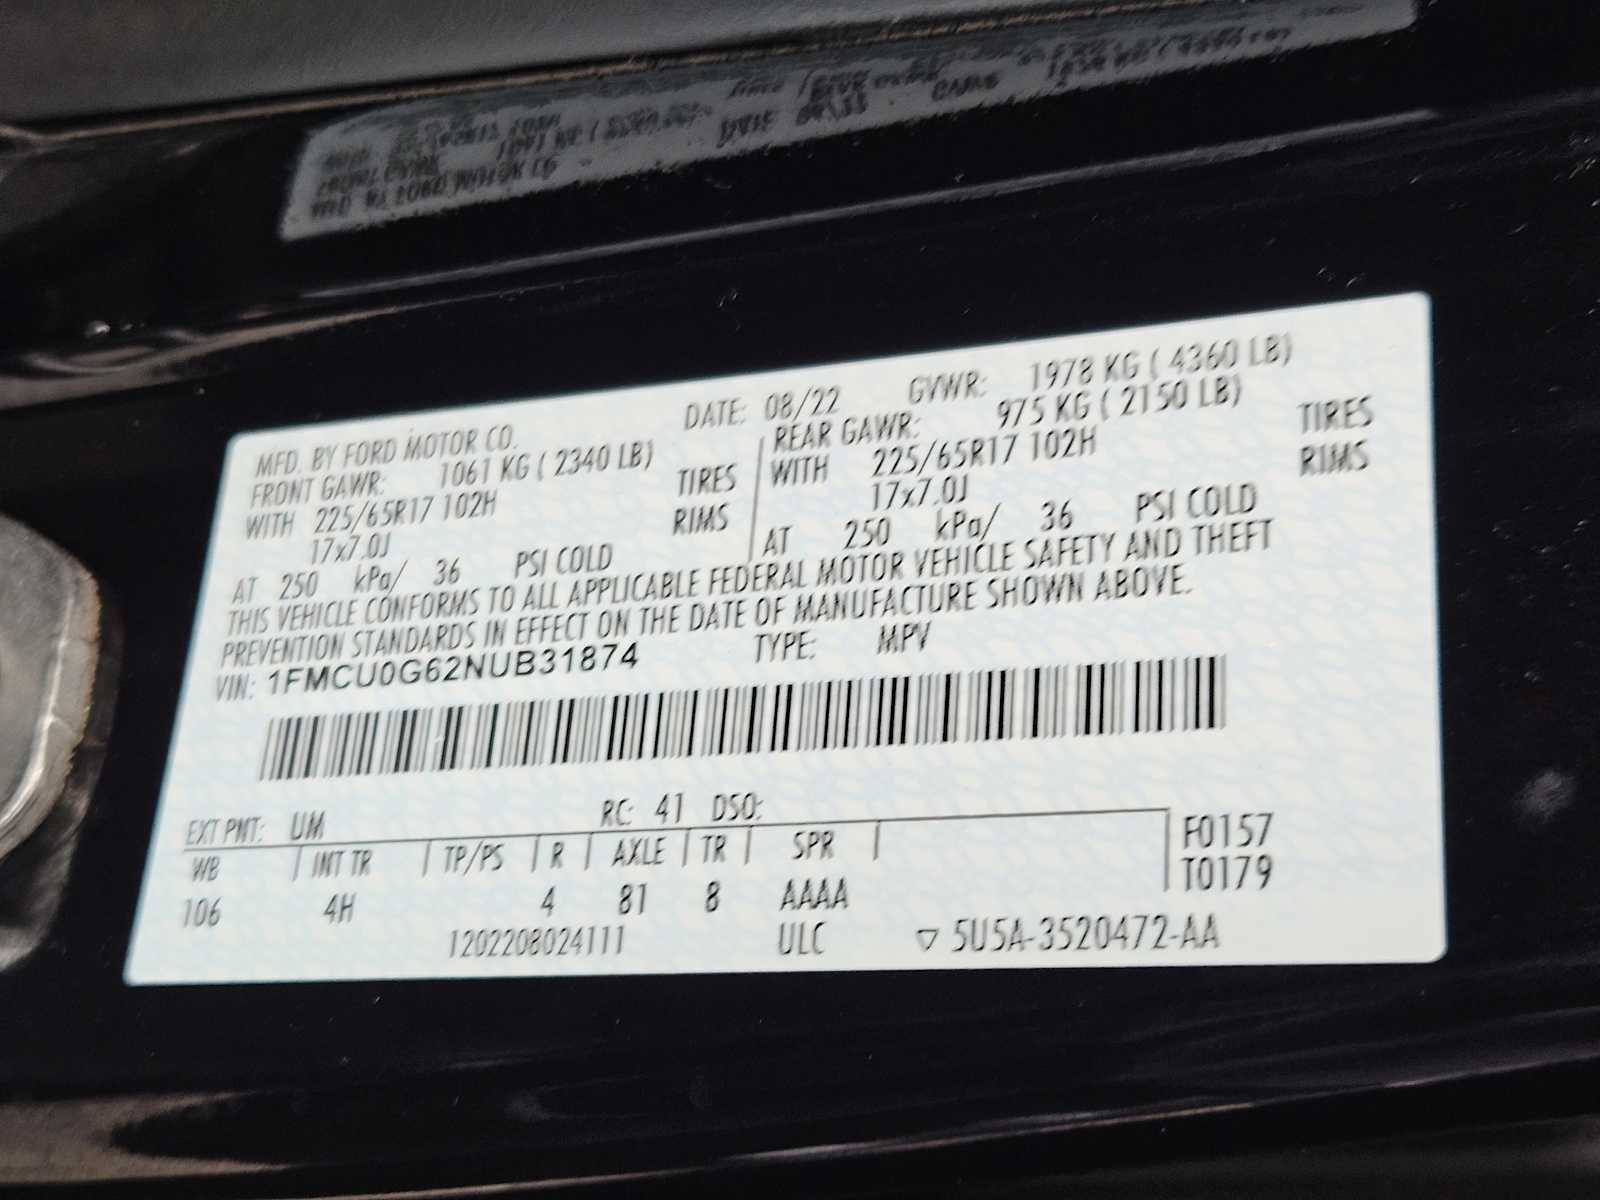 MFD. BY FORD MOTOR CO. DATE: 08/22 GVWR: 1978 KG ( 4360 LB)
FRONT GAWR: 1061 KG ( 2340 LB) REAR GAWR: 975 KG ( 2150 LB)
WITH 225/65R17 102H TIRES WITH 225/65R17 102H TIRES
17x7.0J RIMS 17x7.0J RIMS
AT 250 kPa/ 36 PSI COLD AT 250 kPa/ 36 PSI COLD
THIS VEHICLE CONFORMS TO ALL APPLICABLE FEDERAL MOTOR VEHICLE SAFETY AND THEFT
PREVENTION STANDARDS IN EFFECT ON THE DATE OF MANUFACTURE SHOWN ABOVE.
VIN: 1FMCU0G62NUB31874 TYPE: MPV
EXT PNT: UM RC: 41 DSO:
WB INT TR TP/PS R AXLE TR SPR F0157
106 4H 4 81 8 AAAA T0179
1202208024111 ULC ▽ 5U5A-3520472-AA